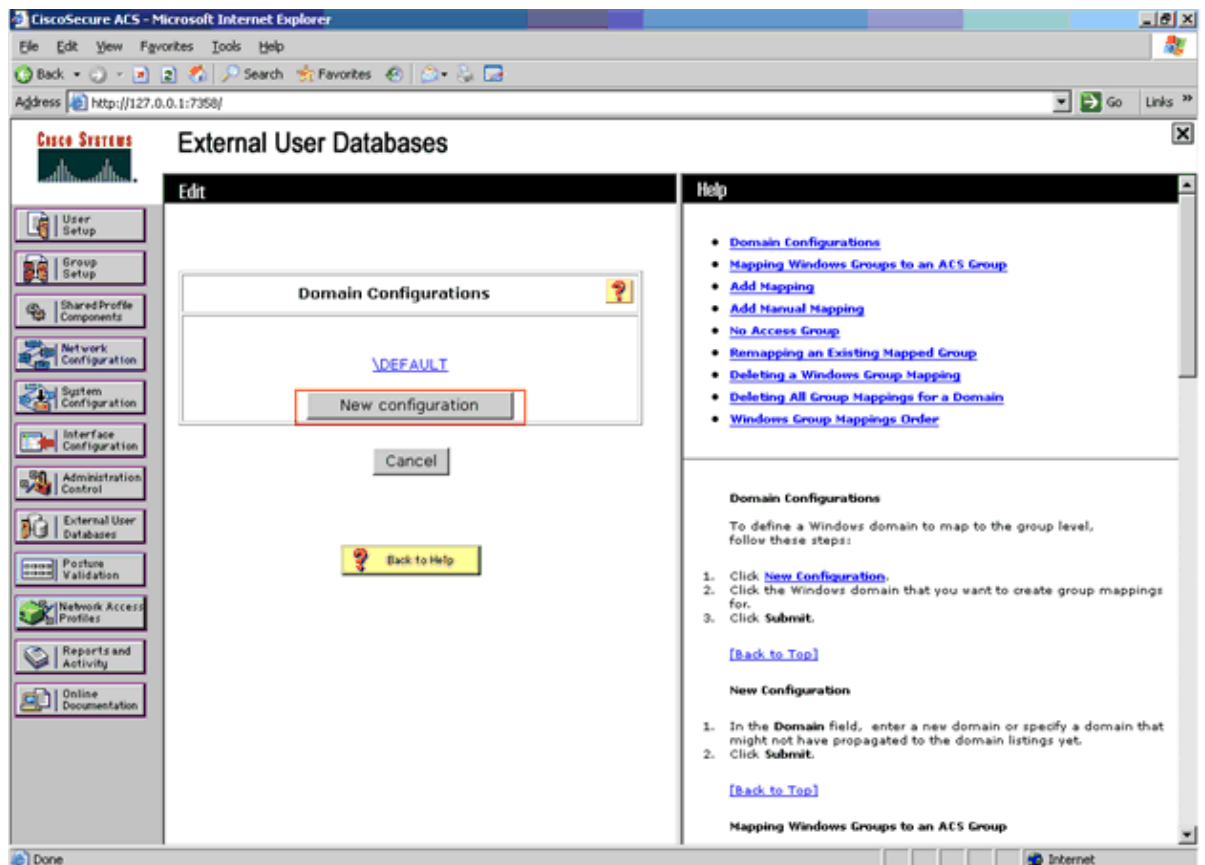 CiscoSecure ACS - Microsoft Internet Explorer
File Edit View Favorites Tools Help
Back Search Favorites
Address http://127.0.0.1:7358/ Go Links »
CISCO SYSTEMS
External User Databases
User
Setup
Group
Setup
Shared Profile
Components
Network
Configuration
System
Configuration
Interface
Configuration
Administration
Control
External User
Databases
Posture
Validation
Network Access
Profiles
Reports and
Activity
Online
Documentation
Edit
Domain Configurations ?
\DEFAULT
New configuration
Cancel
? Back to Help
Help
• Domain Configurations
• Mapping Windows Groups to an ACS Group
• Add Mapping
• Add Manual Mapping
• No Access Group
• Remapping an Existing Mapped Group
• Deleting a Windows Group Mapping
• Deleting All Group Mappings for a Domain
• Windows Group Mappings Order
Domain Configurations
To define a Windows domain to map to the group level,
follow these steps:
1. Click New Configuration.
2. Click the Windows domain that you want to create group mappings
for.
3. Click Submit.
[Back to Top]
New Configuration
1. In the Domain field, enter a new domain or specify a domain that
might not have propagated to the domain listings yet.
2. Click Submit.
[Back to Top]
Mapping Windows Groups to an ACS Group
Done
Internet